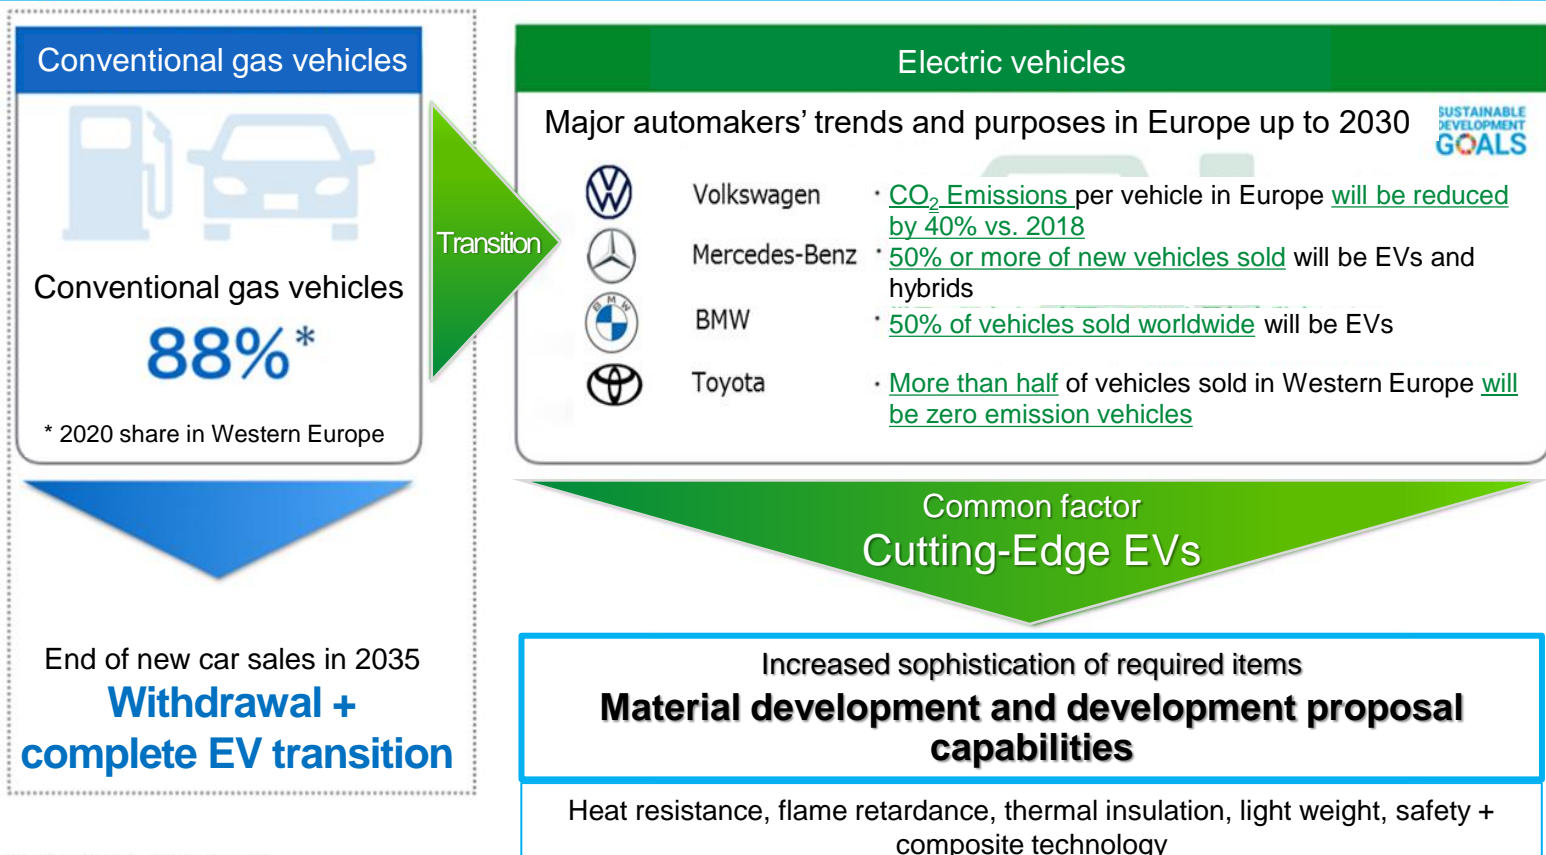 Conventional gas vehicles
Conventional gas vehicles
88%*
* 2020 share in Western Europe
Transition
End of new car sales in 2035
Withdrawal +
complete EV transition
Electric vehicles
Major automakers’ trends and purposes in Europe up to 2030
SUSTAINABLE
DEVELOPMENT
GOALS
Volkswagen
・CO2 Emissions per vehicle in Europe will be reduced
by 40% vs. 2018
Mercedes-Benz
・50% or more of new vehicles sold will be EVs and
hybrids
BMW
BMW
・50% of vehicles sold worldwide will be EVs
Toyota
・More than half of vehicles sold in Western Europe will
be zero emission vehicles
Common factor
Cutting-Edge EVs
Increased sophistication of required items
Material development and development proposal
capabilities
Heat resistance, flame retardance, thermal insulation, light weight, safety +
composite technology